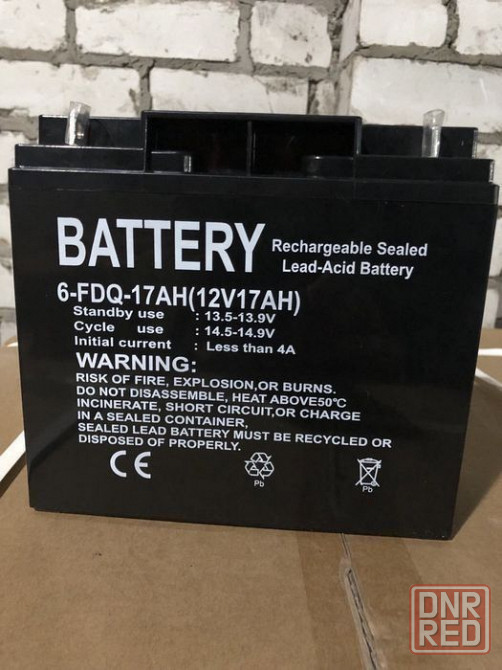 BATTERY
Rechargeable Sealed
Lead-Acid Battery
6-FDQ-17AH(12V17AH)
Standby use : 13.5-13.9V
Cycle use : 14.5-14.9V
Initial current : Less than 4A
WARNING:
RISK OF FIRE, EXPLOSION,OR BURNS.
DO NOT DISASSEMBLE, HEAT ABOVE50℃
INCINERATE, SHORT CIRCUIT,OR CHARGE
IN A SEALED CONTAINER,
SEALED LEAD BATTERY MUST BE RECYCLED OR
DISPOSED OF PROPERLY.
CE
Pb
Pb
DNR
RED